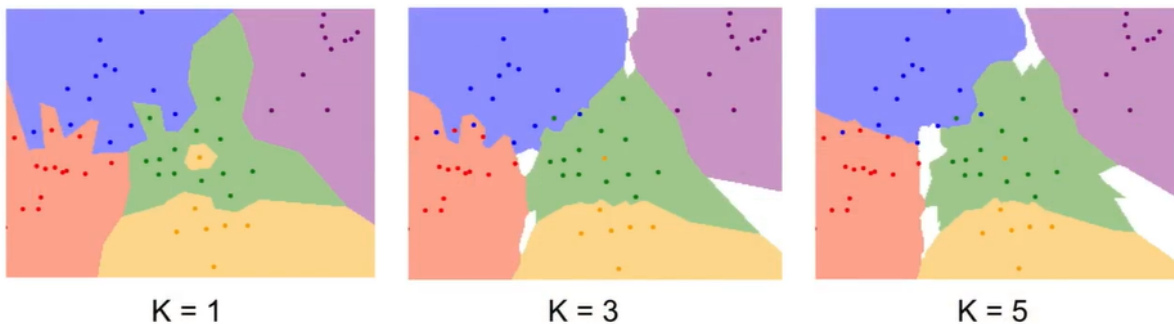 K = 1
K = 3
K = 5